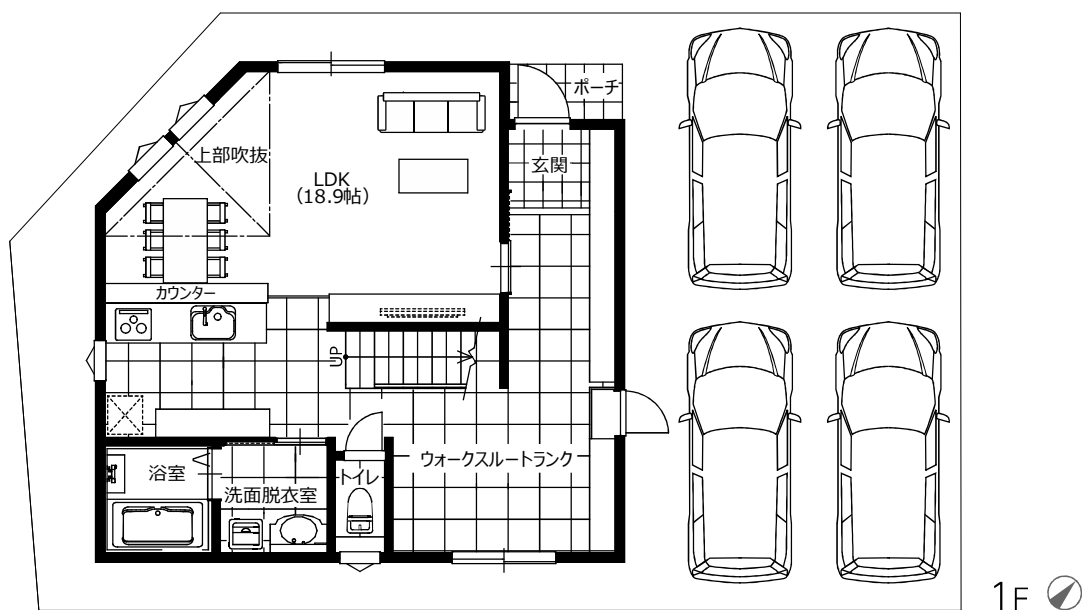 ポーチ
玄関
上部吹抜
LDK
(18.9帖)
カウンター
UP
ウォークスルートランク
浴室
トイレ
洗面脱衣室
1F